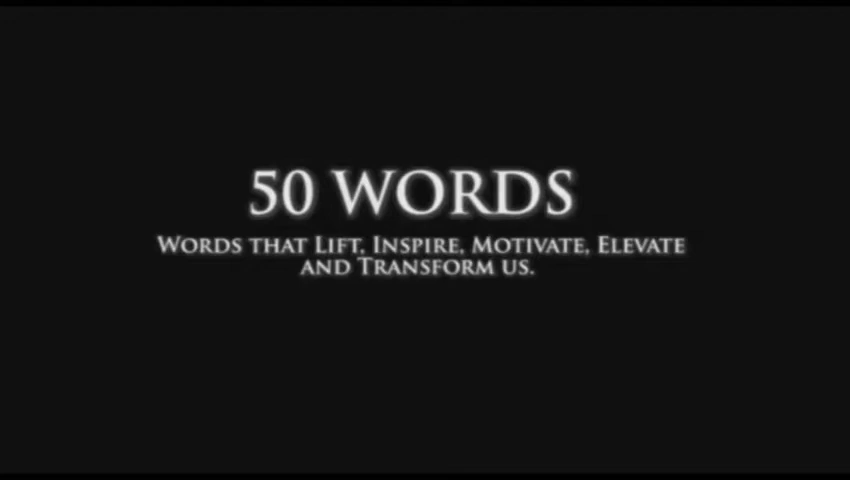 50 WORDS
WORDS THAT LIFT, INSPIRE, MOTIVATE, ELEVATE
AND TRANSFORM US.